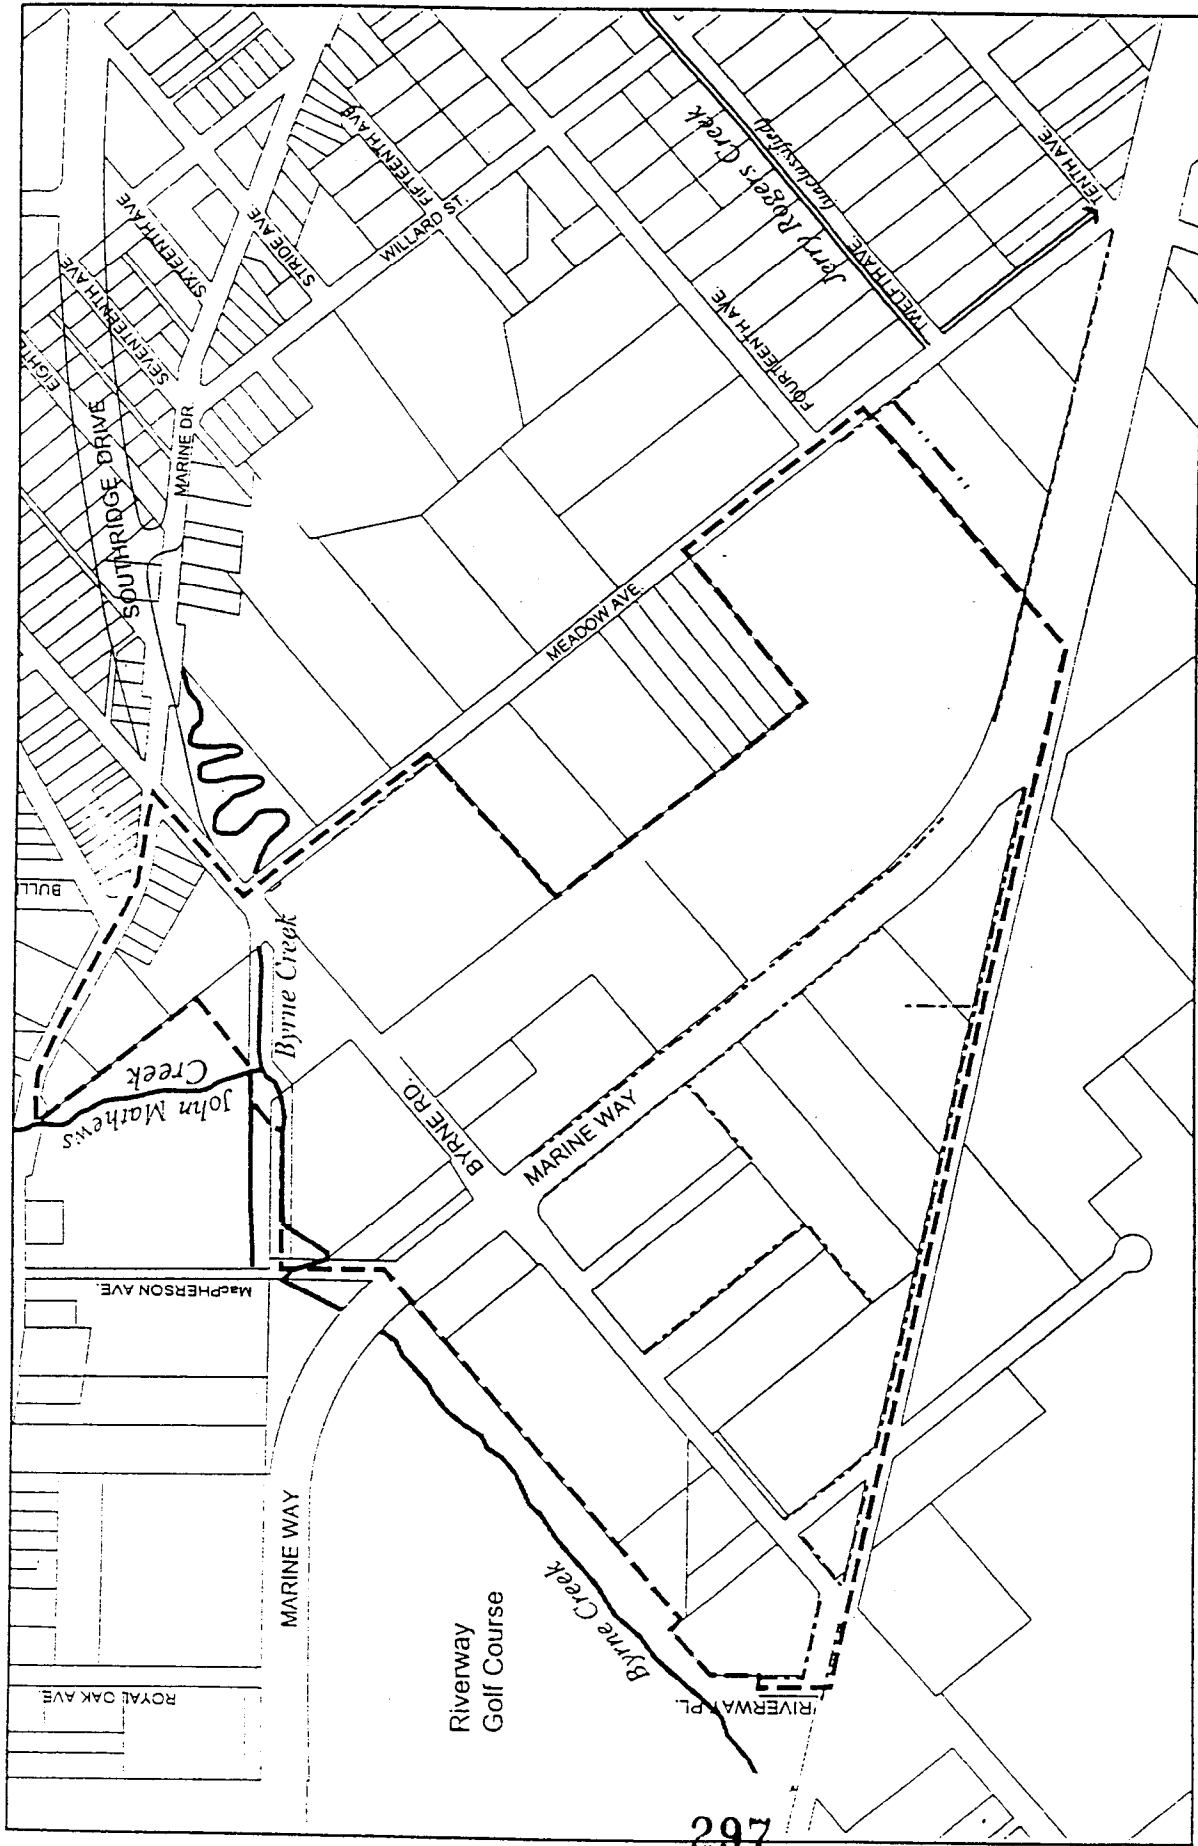 EIGHT
SEVENTEENTH AVE.
SIXTEENTH AVE
STRIDE AVE
FIFTEENTH AVE
WILLARD ST.
SOUTHRIDGE DRIVE
MARINE DR.
Jerry Rogers Creek
(unclassified)
TENTH AVE.
TWELFTH AVE.
FOURTEENTH AVE.
MEADOW AVE.
BULL
Byrne Creek
John Mathews
Creek
BYRNE RD.
MARINE WAY
MacPHERSON AVE.
MARINE WAY
ROYAL OAK AVE.
Riverway
Golf Course
Byrne Creek
RIVERWAY PL.
297